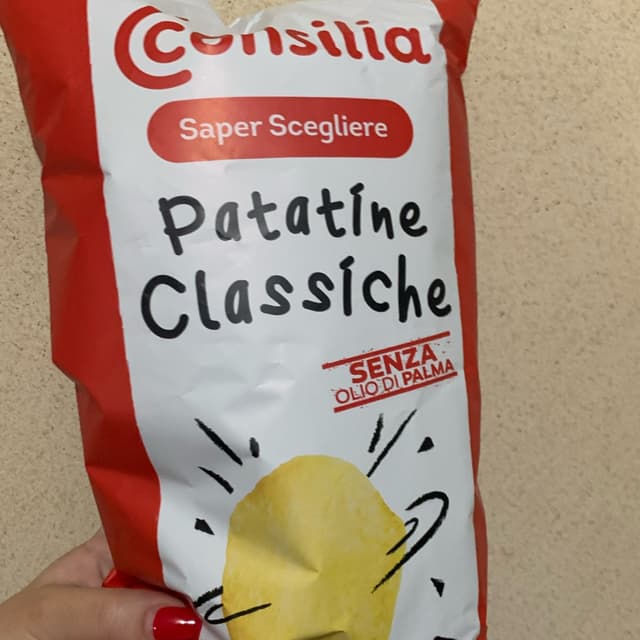 Consilia
Saper Scegliere
Patatine
Classiche
SENZA
OLIO DI PALMA